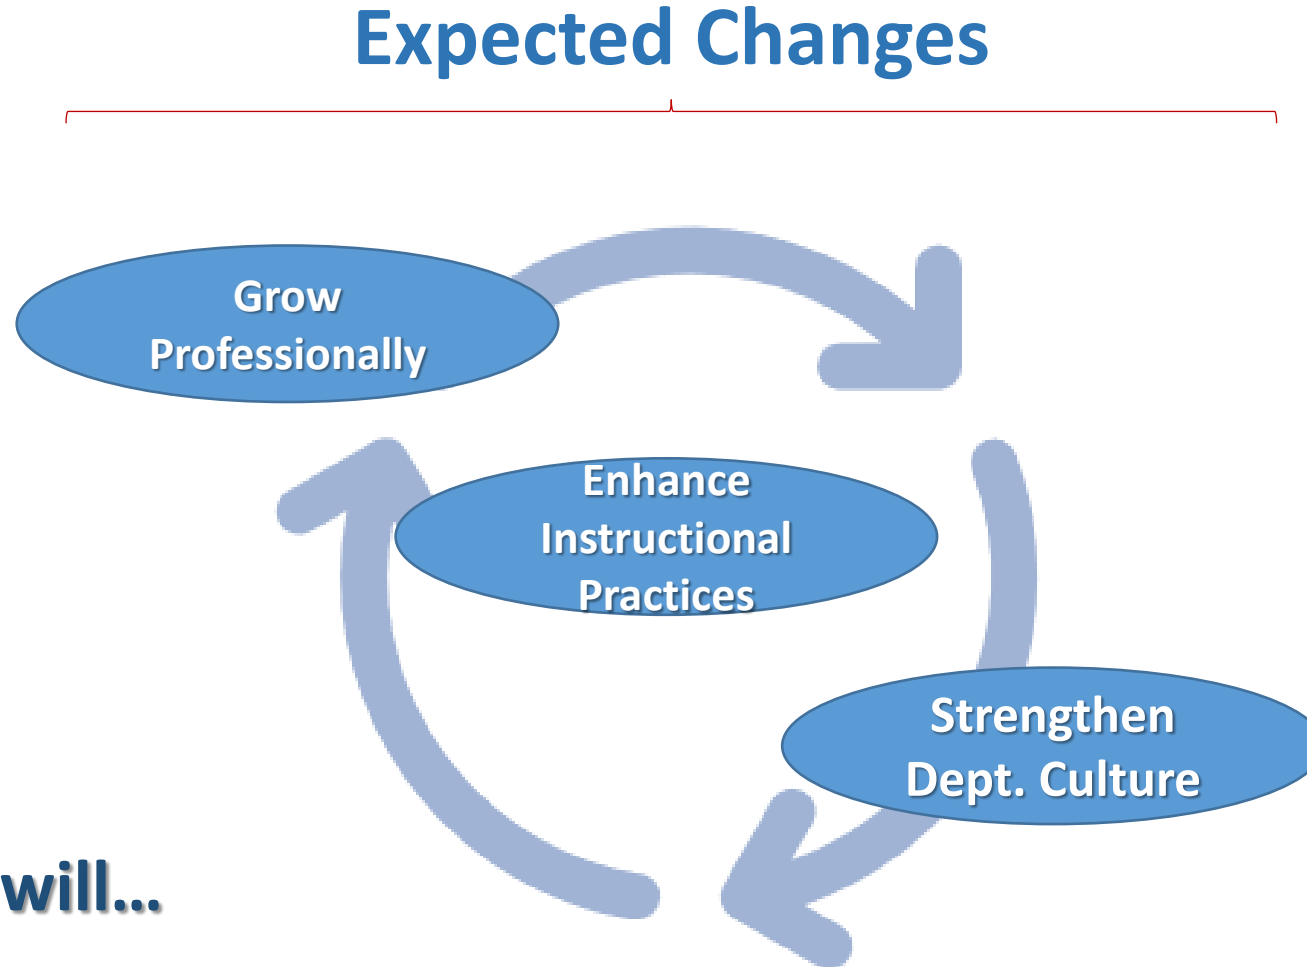 Expected Changes
Grow
Professionally
Enhance
Instructional
Practices
Strengthen
Dept. Culture
will...